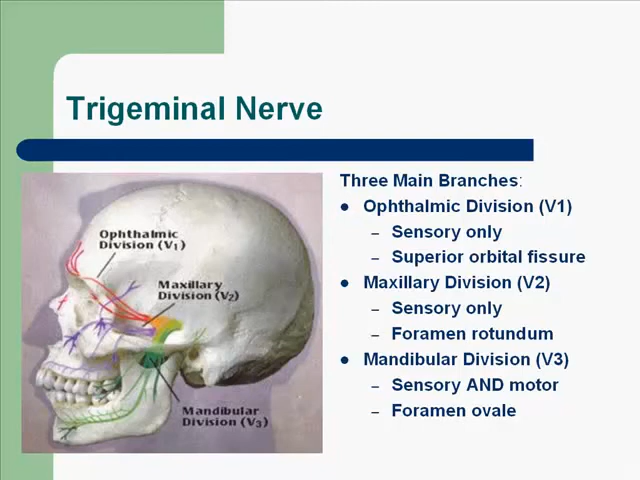 Trigeminal Nerve
Ophthalmic
Division (V1)
Maxillary
Division (V2)
Mandibular
Division (V3)
Three Main Branches:
● Ophthalmic Division (V1)
– Sensory only
– Superior orbital fissure
● Maxillary Division (V2)
– Sensory only
– Foramen rotundum
● Mandibular Division (V3)
– Sensory AND motor
– Foramen ovale